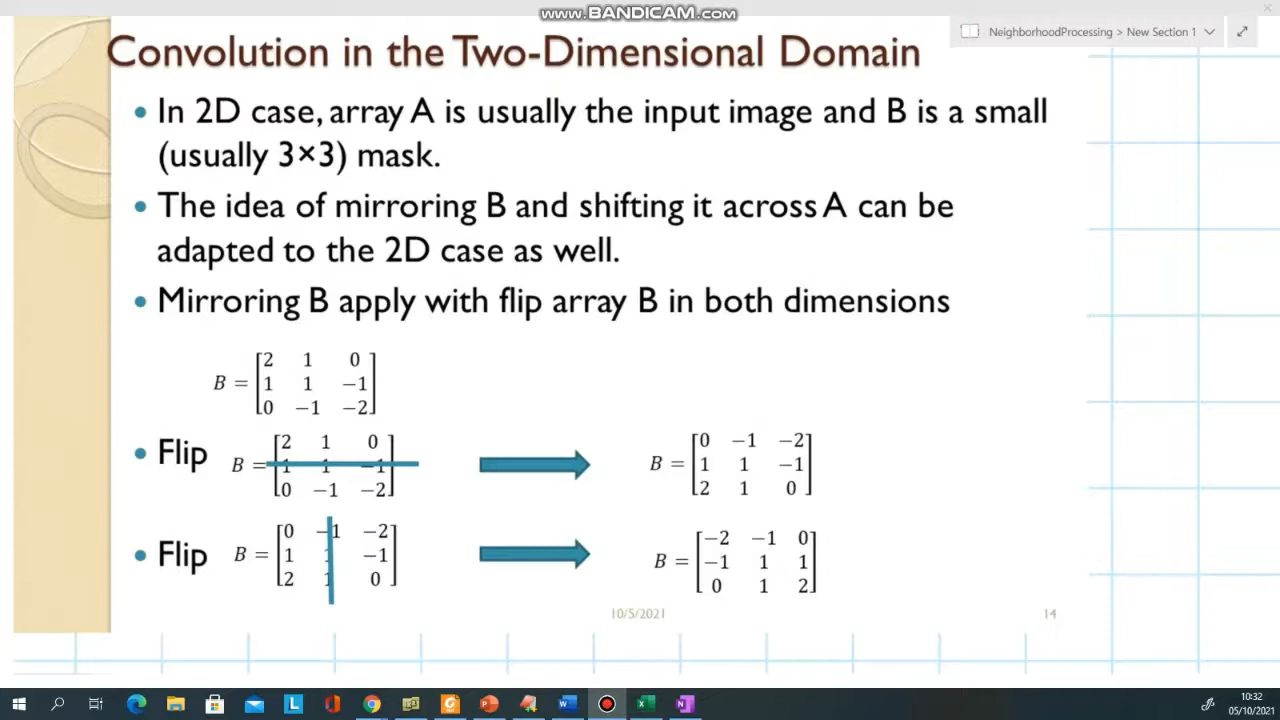 www.BANDICAM.com
NeighborhoodProcessing > New Section 1
Convolution in the Two-Dimensional Domain
• In 2D case, array A is usually the input image and B is a small
(usually 3×3) mask.
• The idea of mirroring B and shifting it across A can be
adapted to the 2D case as well.
• Mirroring B apply with flip array B in both dimensions
2 1 0
B = 1 1 −1
0 −1 −2
• Flip
2 1 0
B = 1 1 −1
0 −1 −2
0 −1 −2
B = 1 1 −1
2 1 0
• Flip
0 −1 −2
B = 1 1 −1
2 1 0
−2 −1 0
B = −1 1 1
0 1 2
10/5/2021
14
10:32
05/10/2021